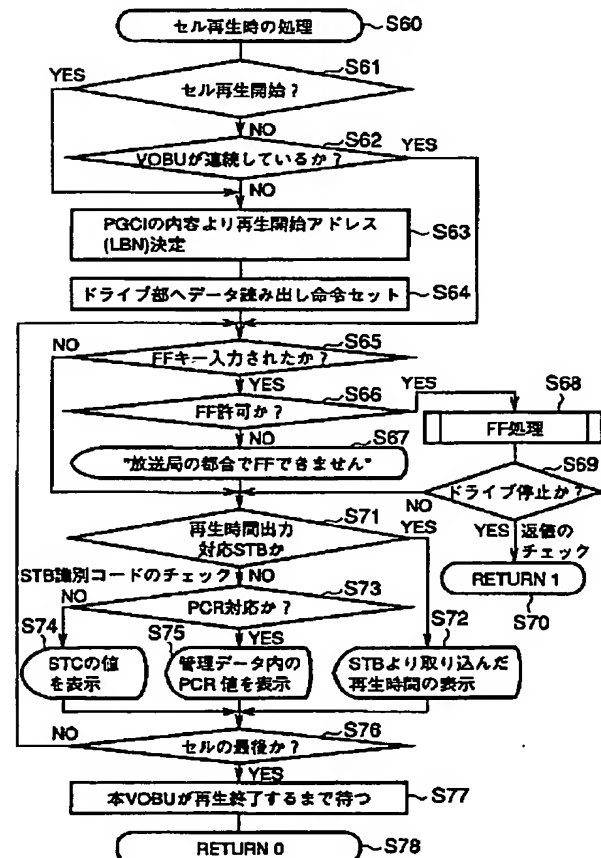 セル再生時の処理
S60
YES
S61
セル再生開始？
NO
S62
YES
VOBUが連続しているか？
NO
PGCIの内容より再生開始アドレス
(LBN)決定
S63
ドライブ部へデータ読み出し命令セット
S64
NO
S65
FFキー入力されたか？
YES
S66
YES
FF許可か？
S68
FF処理
NO
S67
"放送局の都合でFFできません"
S69
ドライブ停止か？
NO
YES
返値の
チェック
S71
再生時間出力
対応STBか
YES
RETURN 1
S70
STB識別コードのチェック
NO
S73
NO
PCR対応か？
S74
S75
YES
S72
STCの値
を表示
管理データ内の
PCR 値を表示
STBより取り込んだ
再生時間の表示
NO
S76
セルの最後か？
YES
本VOBUが再生終了するまで待つ
S77
RETURN 0
S78